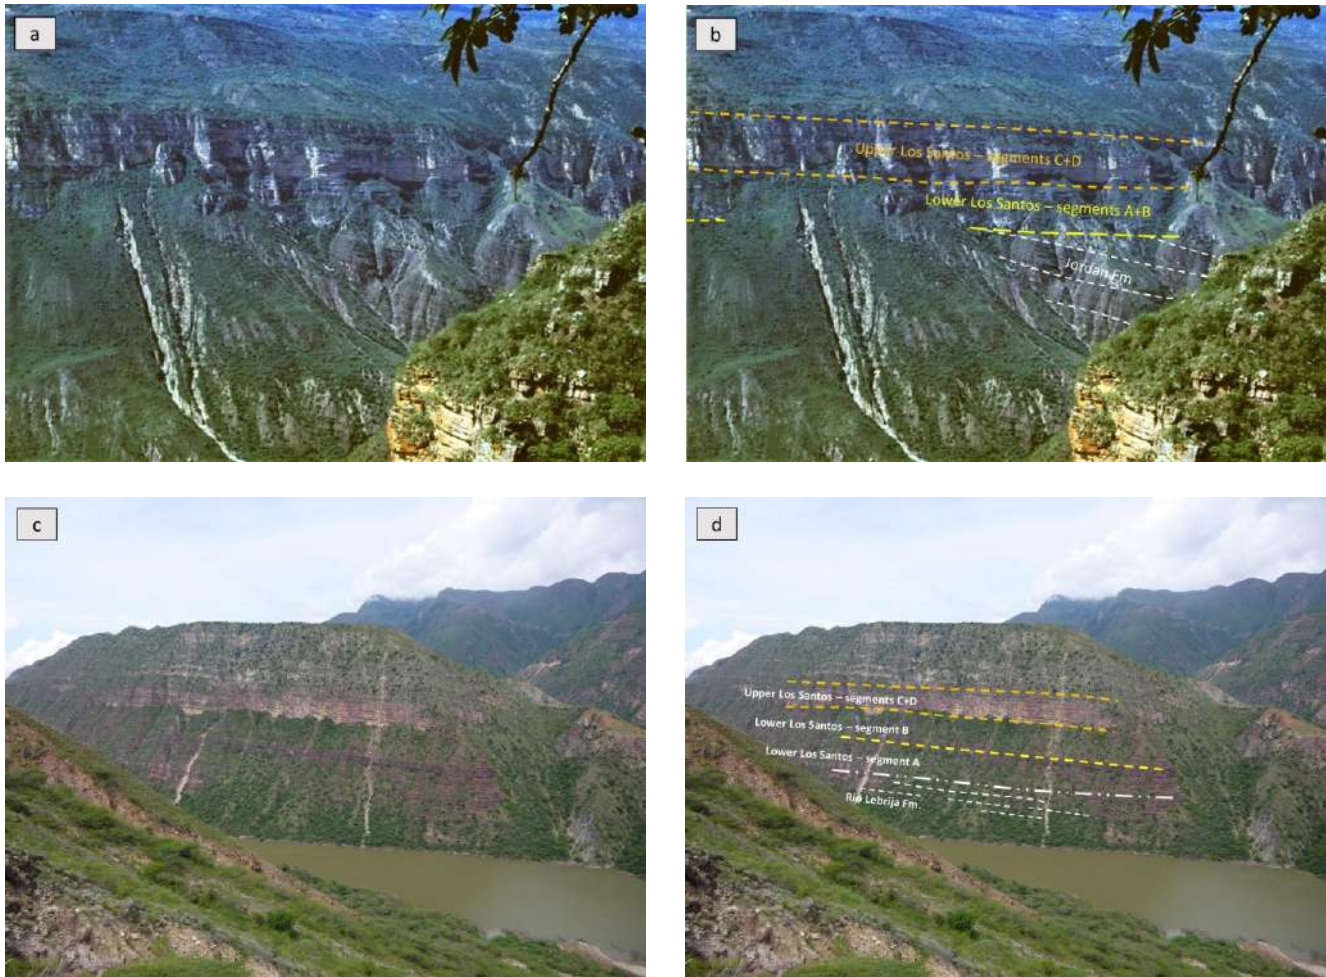 a
b
Upper Los Santos – segments C+D
Lower Los Santos – segments A+B
Jordan Fm
c
d
Upper Los Santos – segments C+D
Lower Los Santos – segment B
Lower Los Santos – segment A
Rio Lebrija Fm